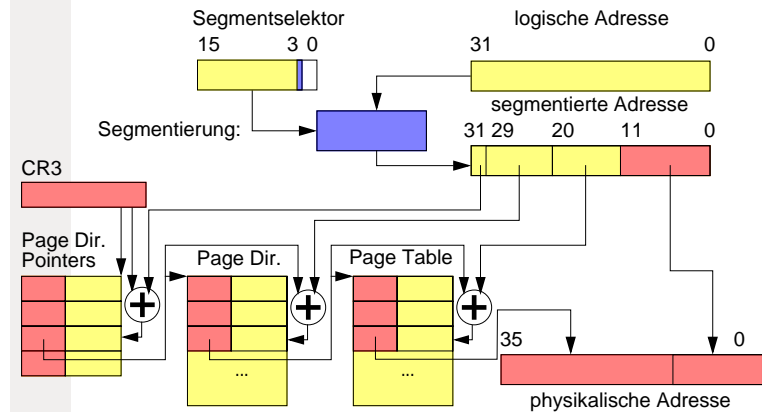 Segmentselektor
logische Adresse
15 3 0
31 0
segmentierte Adresse
Segmentierung:
31 29 20 11 0
CR3
Page Dir.
Pointers
Page Dir.
Page Table
+ + +
35 0
... ...
physikalische Adresse